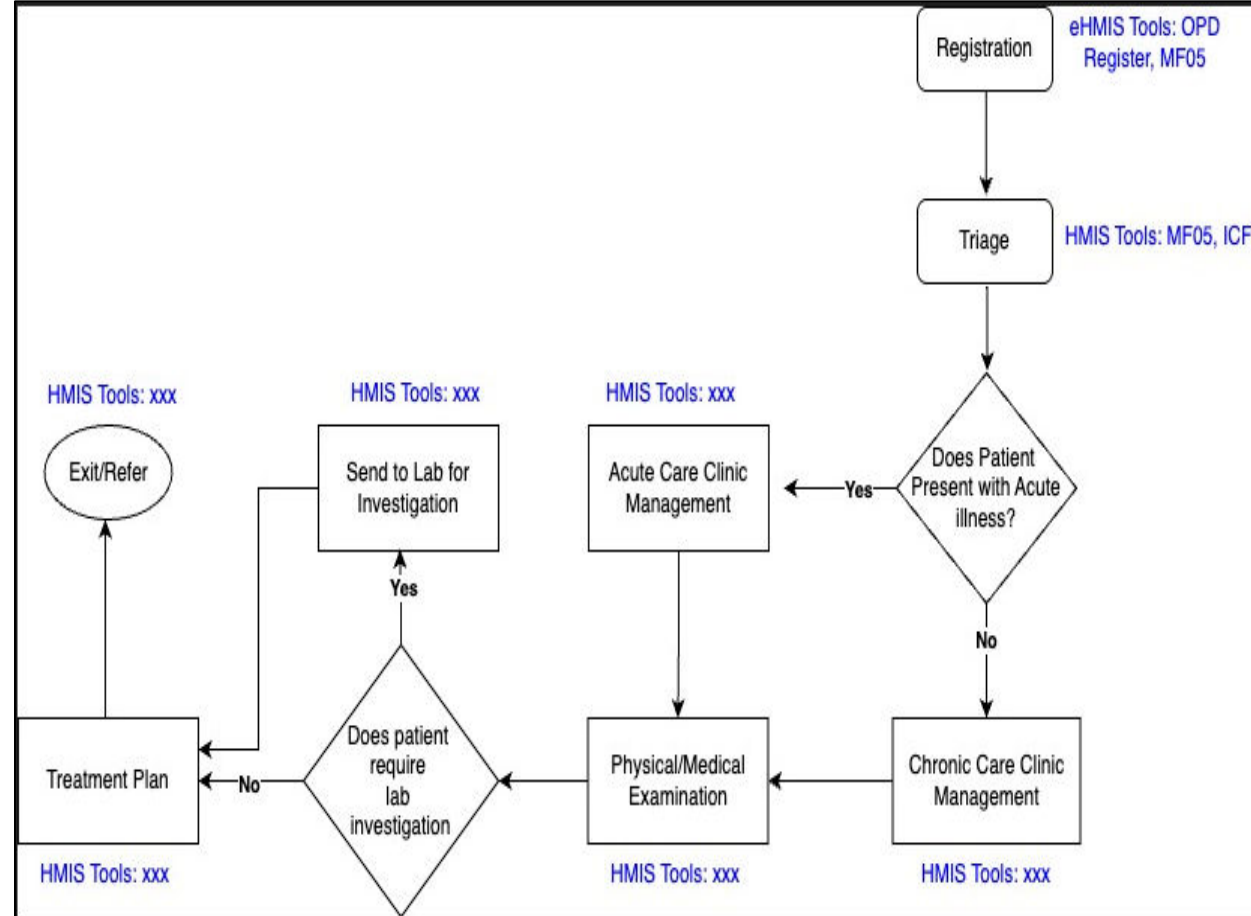 Registration
eHMIS Tools: OPD
Register, MF05
Triage
HMIS Tools: MF05, ICF
Does Patient
Present with Acute
illness?
Yes
No
HMIS Tools: xxx
Acute Care Clinic
Management
Chronic Care Clinic
Management
HMIS Tools: xxx
Physical/Medical
Examination
HMIS Tools: xxx
Does patient
require
lab
investigation
Yes
No
HMIS Tools: xxx
Send to Lab for
Investigation
Treatment Plan
HMIS Tools: xxx
HMIS Tools: xxx
Exit/Refer